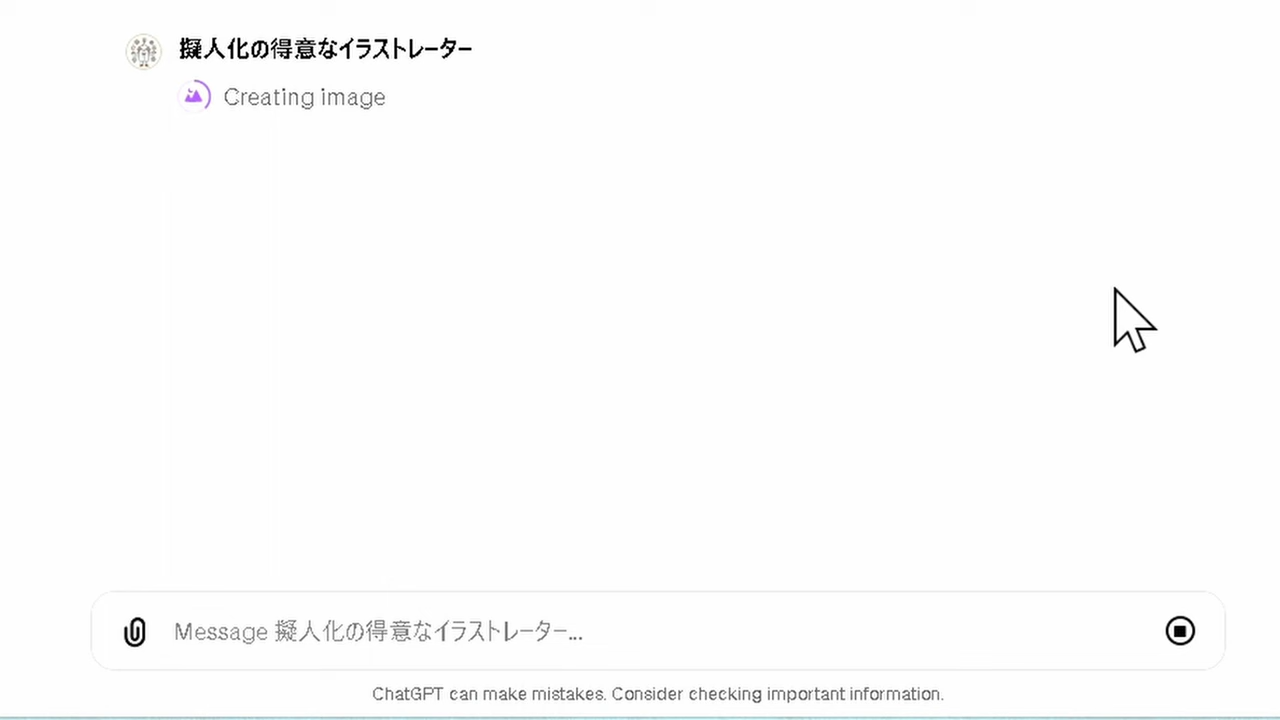 擬人化の得意なイラストレーター
Creating image
Message 擬人化の得意なイラストレーター...
ChatGPT can make mistakes. Consider checking important information.